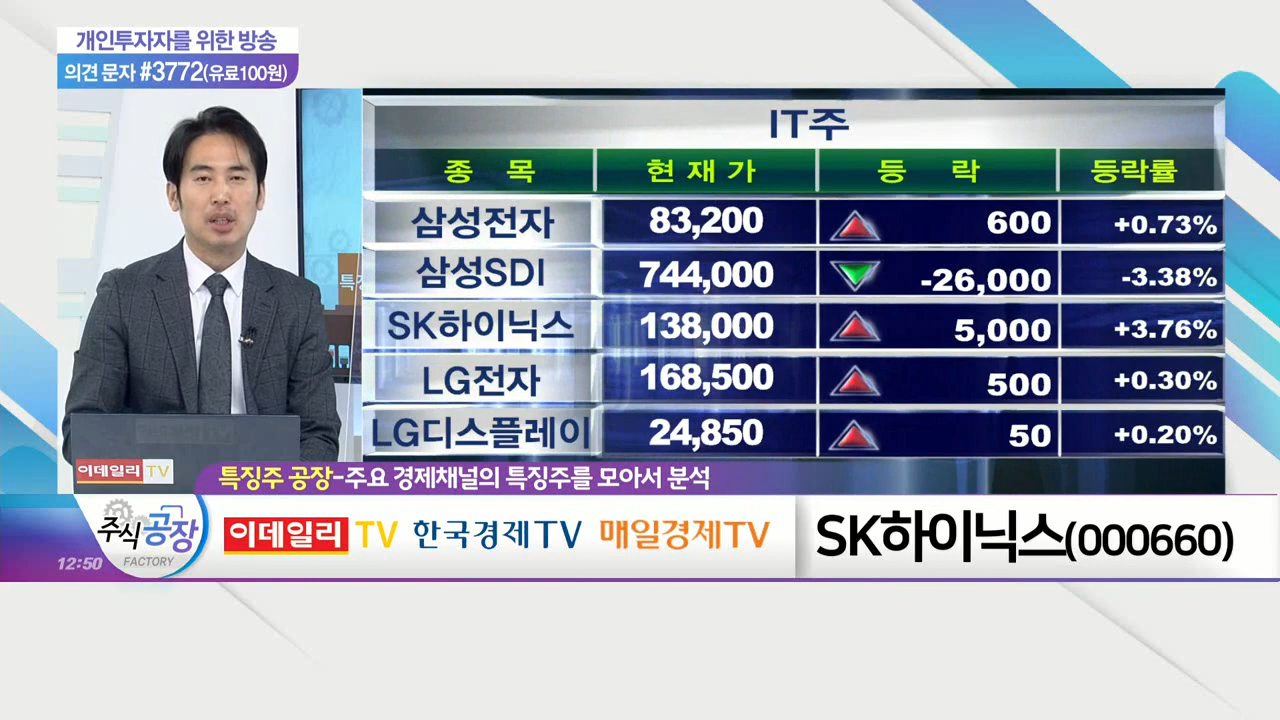 개인투자자를 위한 방송
의견 문자 #3772(유료100원)
IT주
종 목 현 재 가 등 락 등락률
삼성전자 83,200 600 +0.73%
삼성SDI 744,000 -26,000 -3.38%
SK하이닉스 138,000 5,000 +3.76%
LG전자 168,500 500 +0.30%
LG디스플레이 24,850 50 +0.20%
특징
이데일리 TV
특징주 공장-주요 경제채널의 특징주를 모아서 분석
주식공장
FACTORY
12:50
이데일리 TV 한국경제TV 매일경제TV
SK하이닉스(000660)